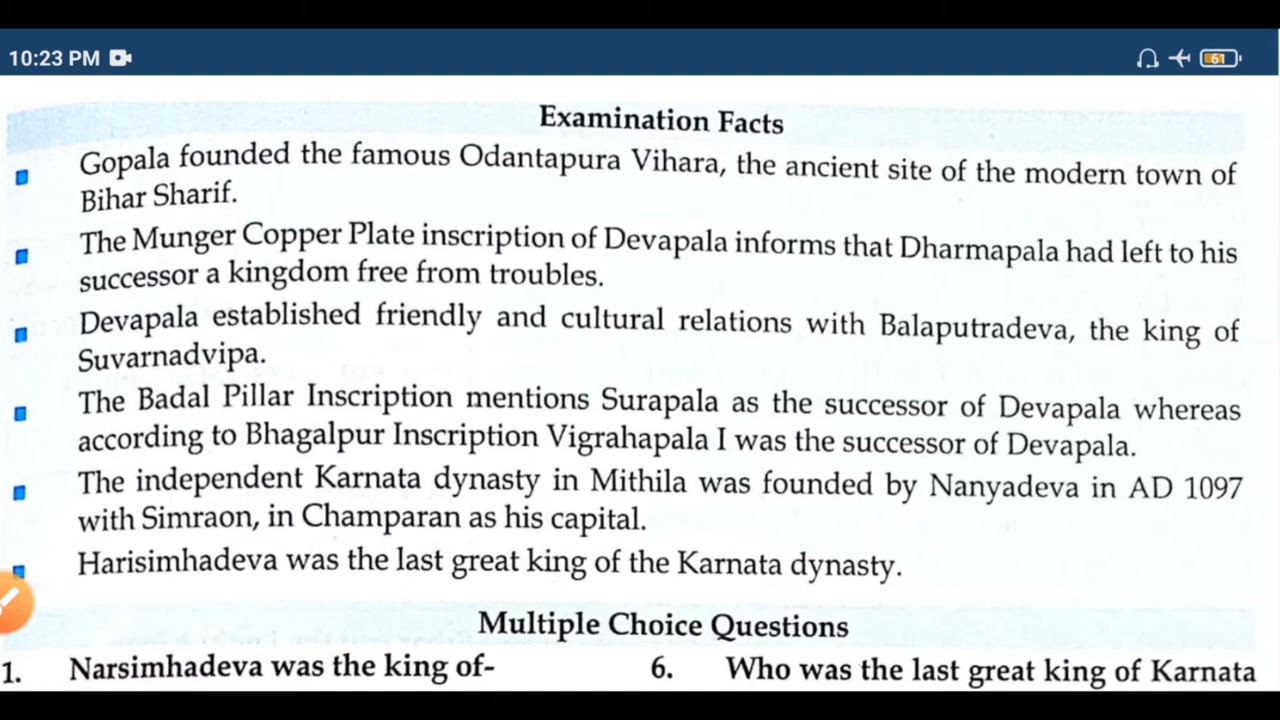 10:23 PM
61
Examination Facts
Gopala founded the famous Odantapura Vihara, the ancient site of the modern town of
Bihar Sharif.
The Munger Copper Plate inscription of Devapala informs that Dharmapala had left to his
successor a kingdom free from troubles.
Devapala established friendly and cultural relations with Balaputradeva, the king of
Suvarnadvipa.
The Badal Pillar Inscription mentions Surapala as the successor of Devapala whereas
according to Bhagalpur Inscription Vigrahapala I was the successor of Devapala.
The independent Karnata dynasty in Mithila was founded by Nanyadeva in AD 1097
with Simraon, in Champaran as his capital.
Harisimhadeva was the last great king of the Karnata dynasty.
Multiple Choice Questions
1. Narsimhadeva was the king of-
6. Who was the last great king of Karnata